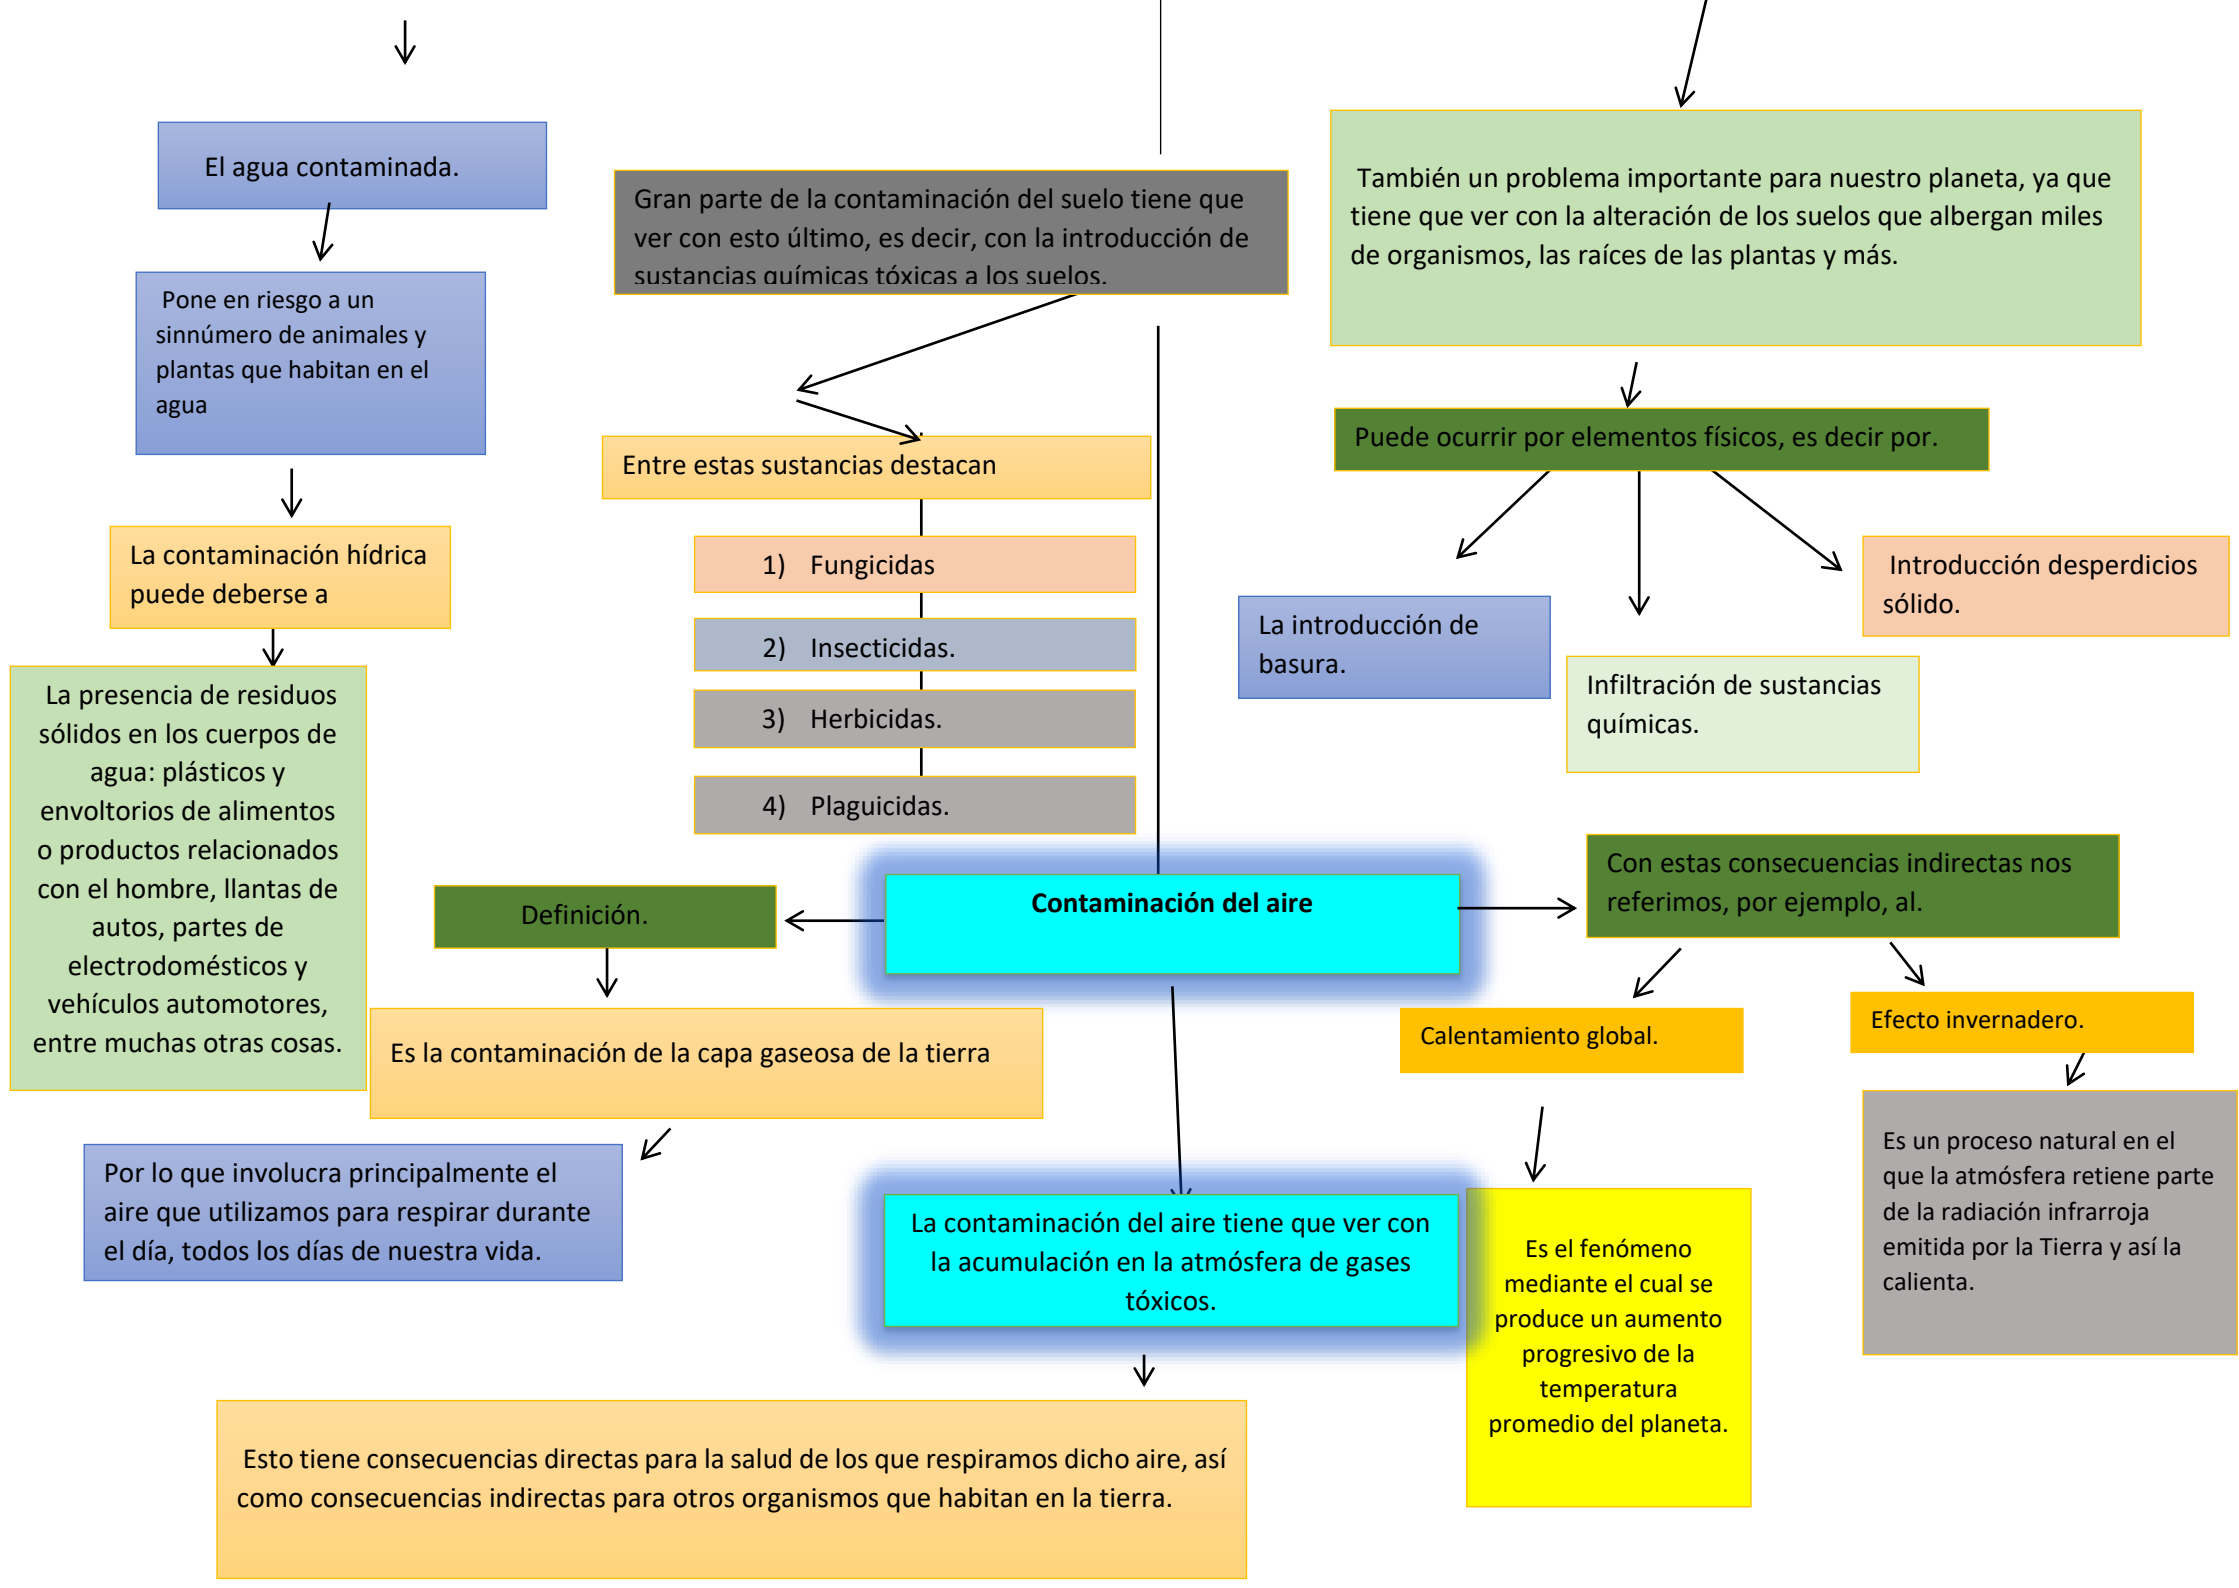 El agua contaminada.
Pone en riesgo a un
sinnúmero de animales y
plantas que habitan en el
agua
La contaminación hídrica
puede deberse a
La presencia de residuos
sólidos en los cuerpos de
agua: plásticos y
envoltorios de alimentos
o productos relacionados
con el hombre, llantas de
autos, partes de
electrodomésticos y
vehículos automotores,
entre muchas otras cosas.
Gran parte de la contaminación del suelo tiene que
ver con esto último, es decir, con la introducción de
sustancias químicas tóxicas a los suelos.
Entre estas sustancias destacan
1) Fungicidas
2) Insecticidas.
3) Herbicidas.
4) Plaguicidas.
También un problema importante para nuestro planeta, ya que
tiene que ver con la alteración de los suelos que albergan miles
de organismos, las raíces de las plantas y más.
Puede ocurrir por elementos físicos, es decir por.
La introducción de
basura.
Infiltración de sustancias
químicas.
Introducción desperdicios
sólido.
Contaminación del aire
Definición.
Es la contaminación de la capa gaseosa de la tierra
Por lo que involucra principalmente el
aire que utilizamos para respirar durante
el día, todos los días de nuestra vida.
La contaminación del aire tiene que ver con
la acumulación en la atmósfera de gases
tóxicos.
Esto tiene consecuencias directas para la salud de los que respiramos dicho aire, así
como consecuencias indirectas para otros organismos que habitan en la tierra.
Con estas consecuencias indirectas nos
referimos, por ejemplo, al.
Calentamiento global.
Es el fenómeno
mediante el cual se
produce un aumento
progresivo de la
temperatura
promedio del planeta.
Efecto invernadero.
Es un proceso natural en el
que la atmósfera retiene parte
de la radiación infrarroja
emitida por la Tierra y así la
calienta.